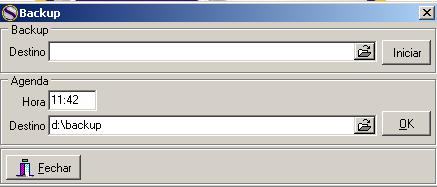 Backup
Backup
Destino
Iniciar
Agenda
Hora 11:42
Destino d:\backup
OK
Fechar